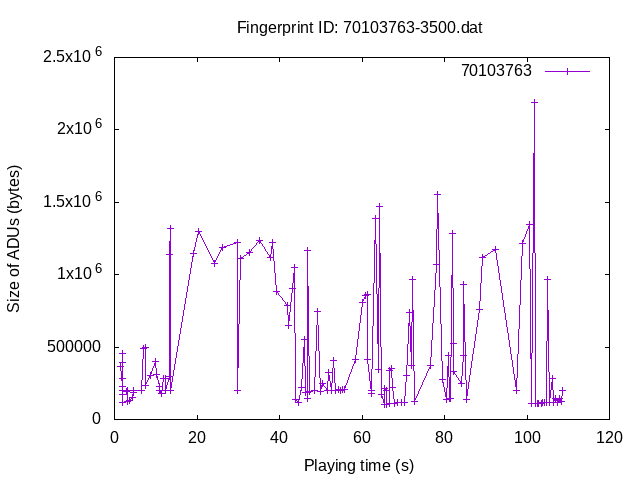 Fingerprint ID: 70103763-3500.dat
2.5x10^6
70103763
2x10^6
1.5x10^6
1x10^6
500000
0
0 20 40 60 80 100 120
Size of ADUs (bytes)
Playing time (s)